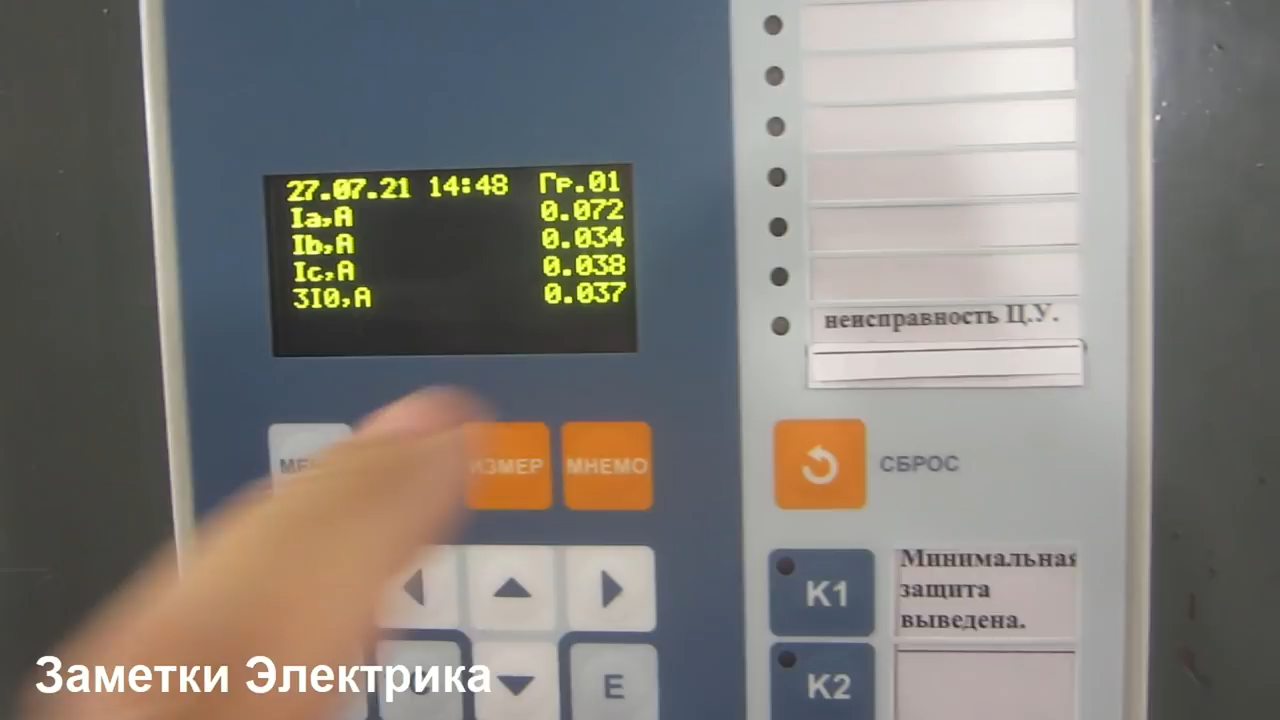 27.07.21 14:48 Гр.01
Ia,A 0.072
Ib,A 0.034
Ic,A 0.038
3I0,A 0.037
неисправность Ц.У.
ИЗМЕР МНЕМО
СБРОС
K1
Минимальная
защита
выведена.
K2
E
Заметки Электрика